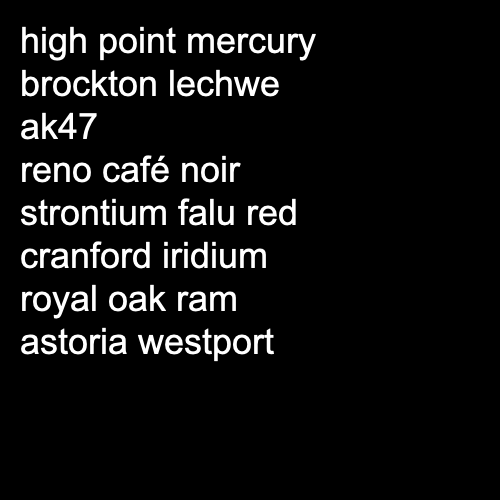 high point mercury
brockton lechwe
ak47
reno café noir
strontium falu red
cranford iridium
royal oak ram
astoria westport